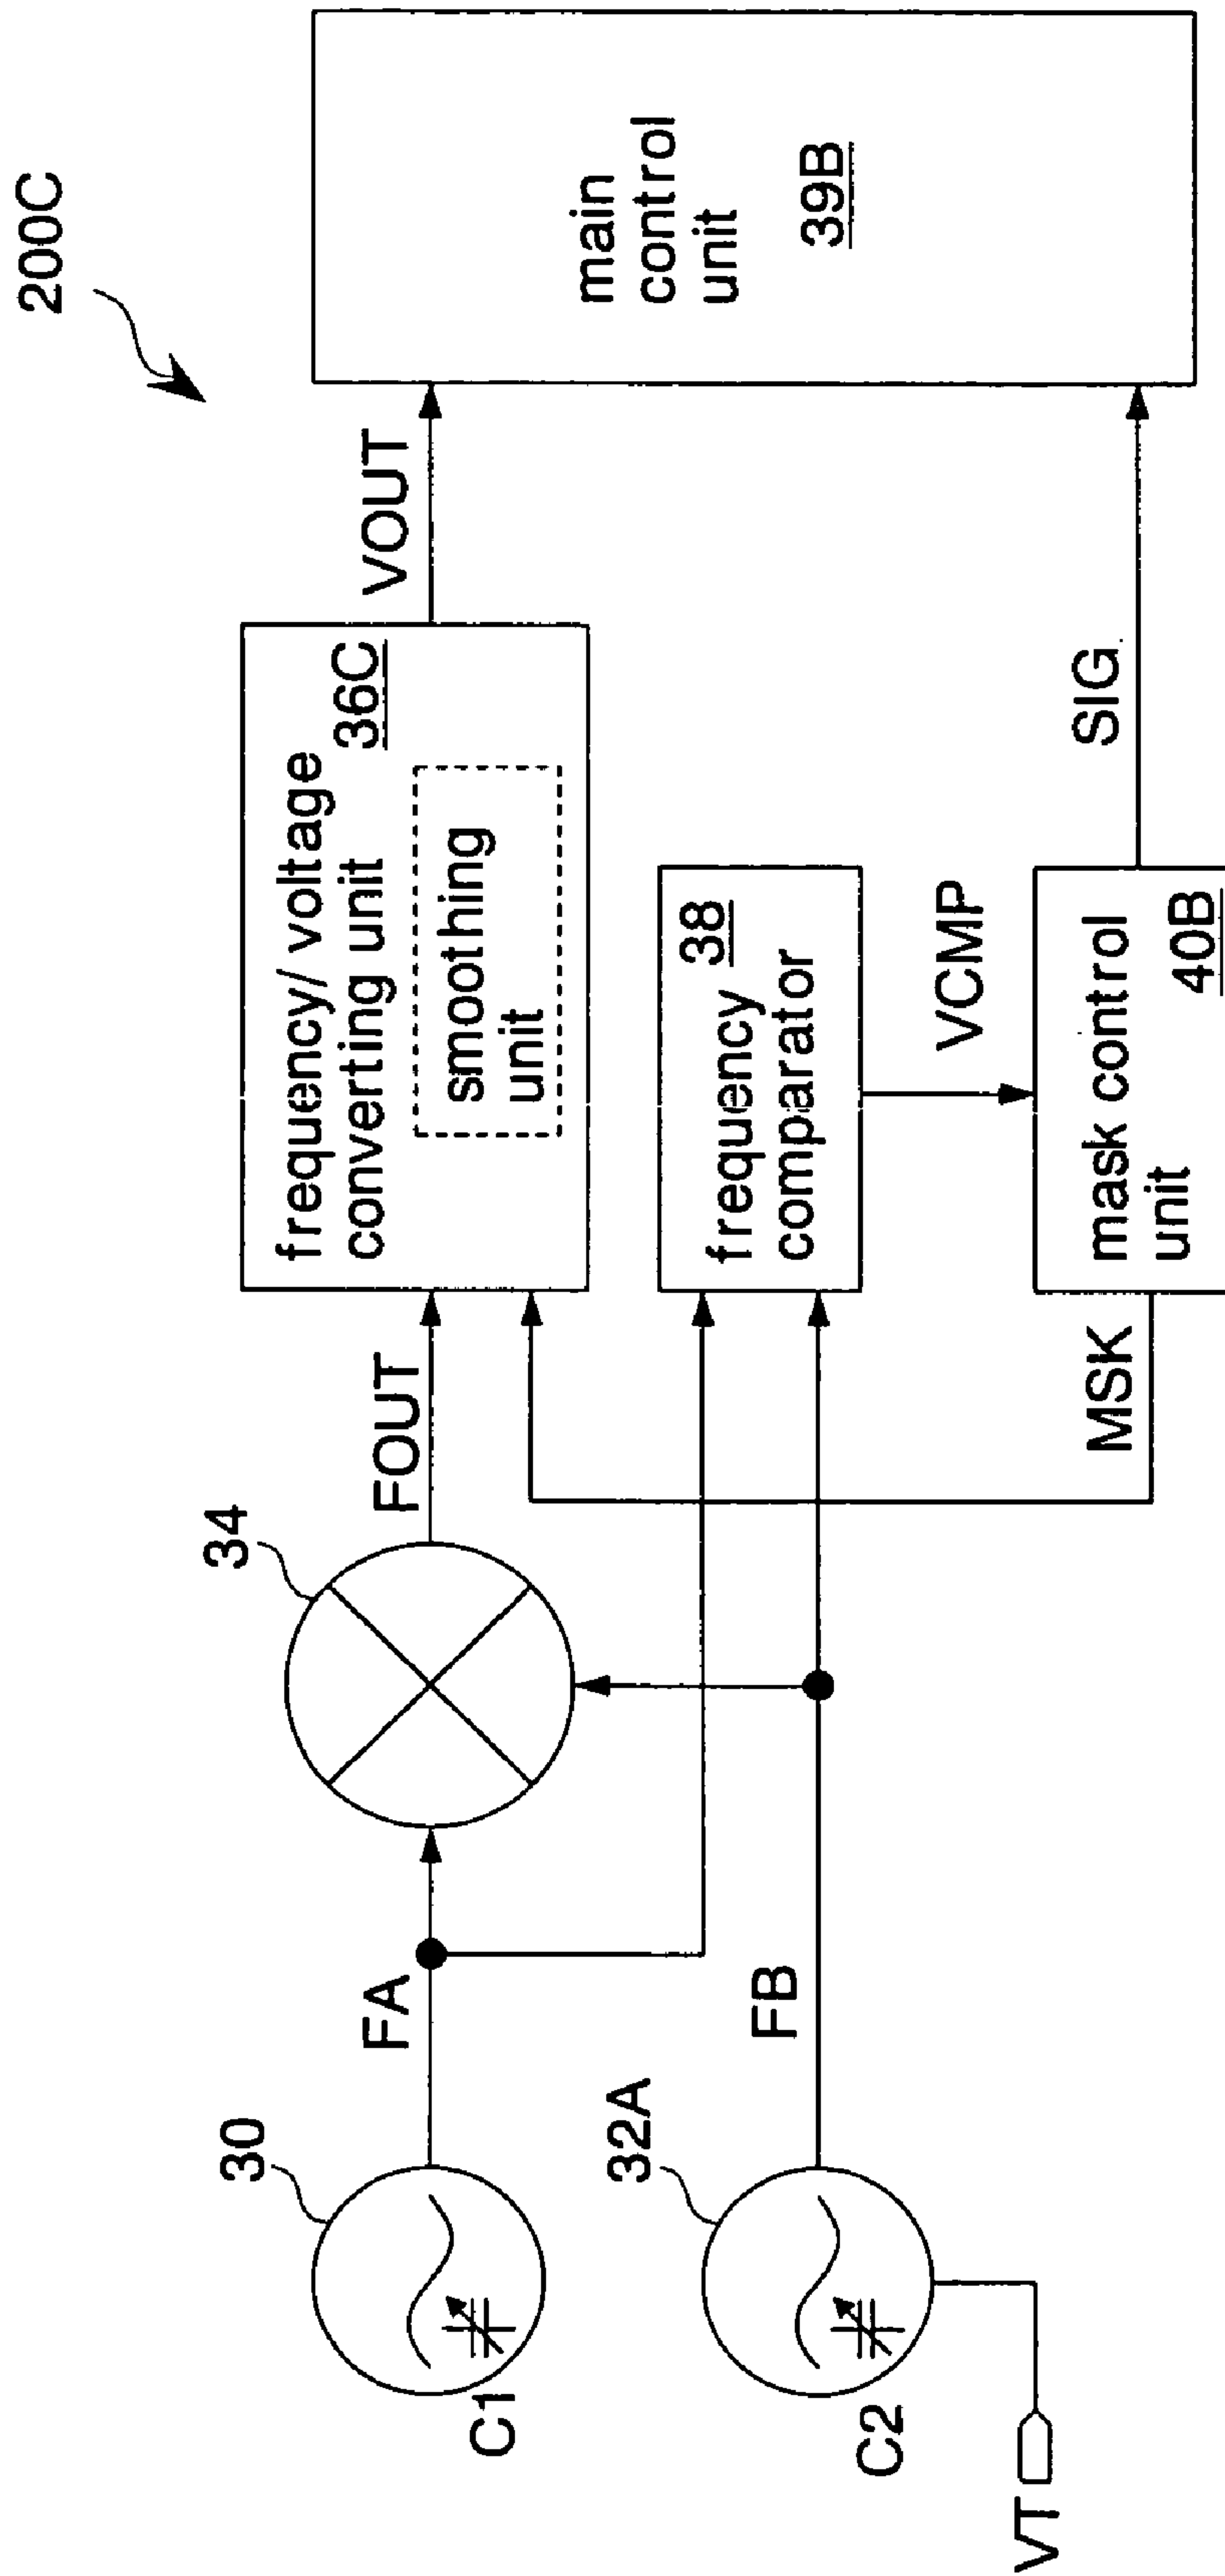 200C
30
C1
FA
34
FOUT
frequency/ voltage
converting unit
36C
smoothing
unit
VOUT
main
control
unit
39B
32A
C2
FB
VT
38
frequency
comparator
VCMP
MSK
mask control
unit
40B
SIG